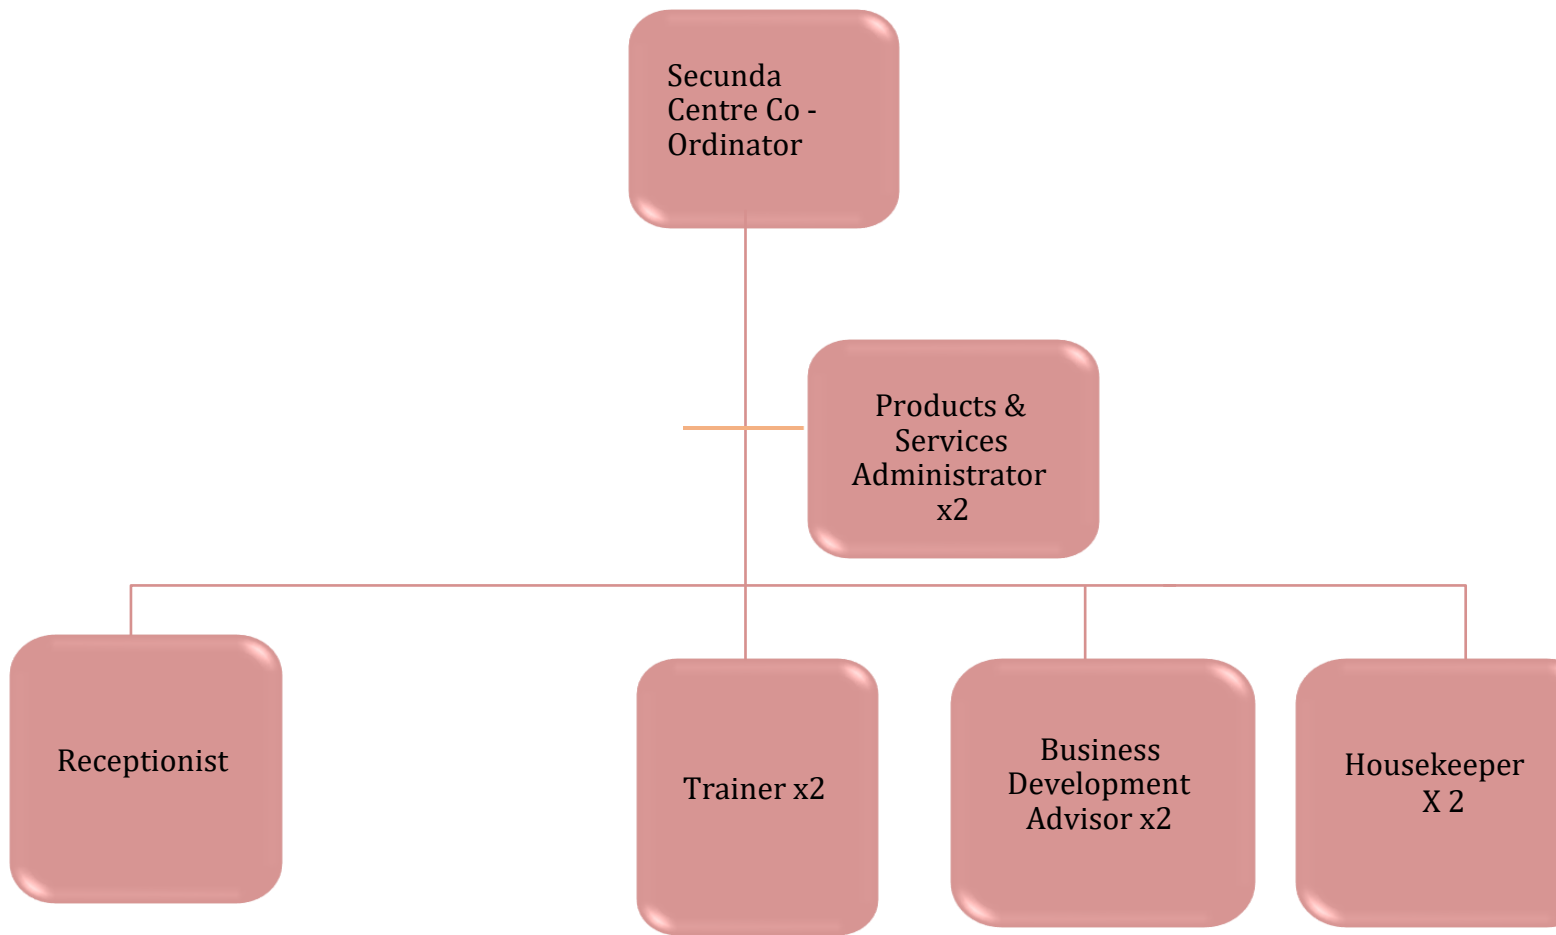 Secunda
Centre Co -
Ordinator
Products &
Services
Administrator
x2
Receptionist
Trainer x2
Business
Development
Advisor x2
Housekeeper
X 2